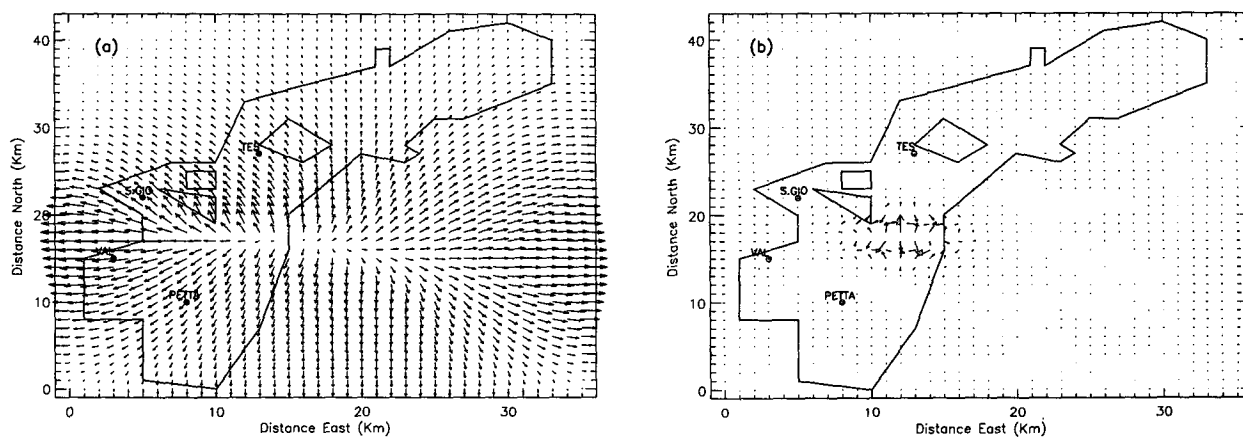 (a)
40
30
20
10
0
Distance North (Km)
TES
S.GIO
VAL
PETTA
0 10 20 30
Distance East (Km)
(b)
40
30
20
10
0
Distance North (Km)
TES
S.GIO
VAL
PETTA
0 10 20 30
Distance East (Km)